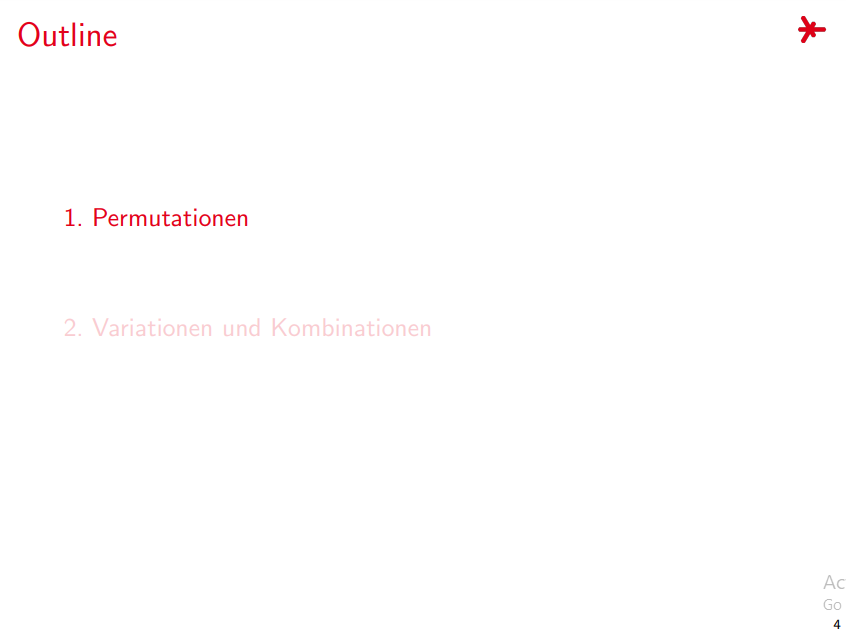 Outline
1. Permutationen
2. Variationen und Kombinationen
Ac
Go
4